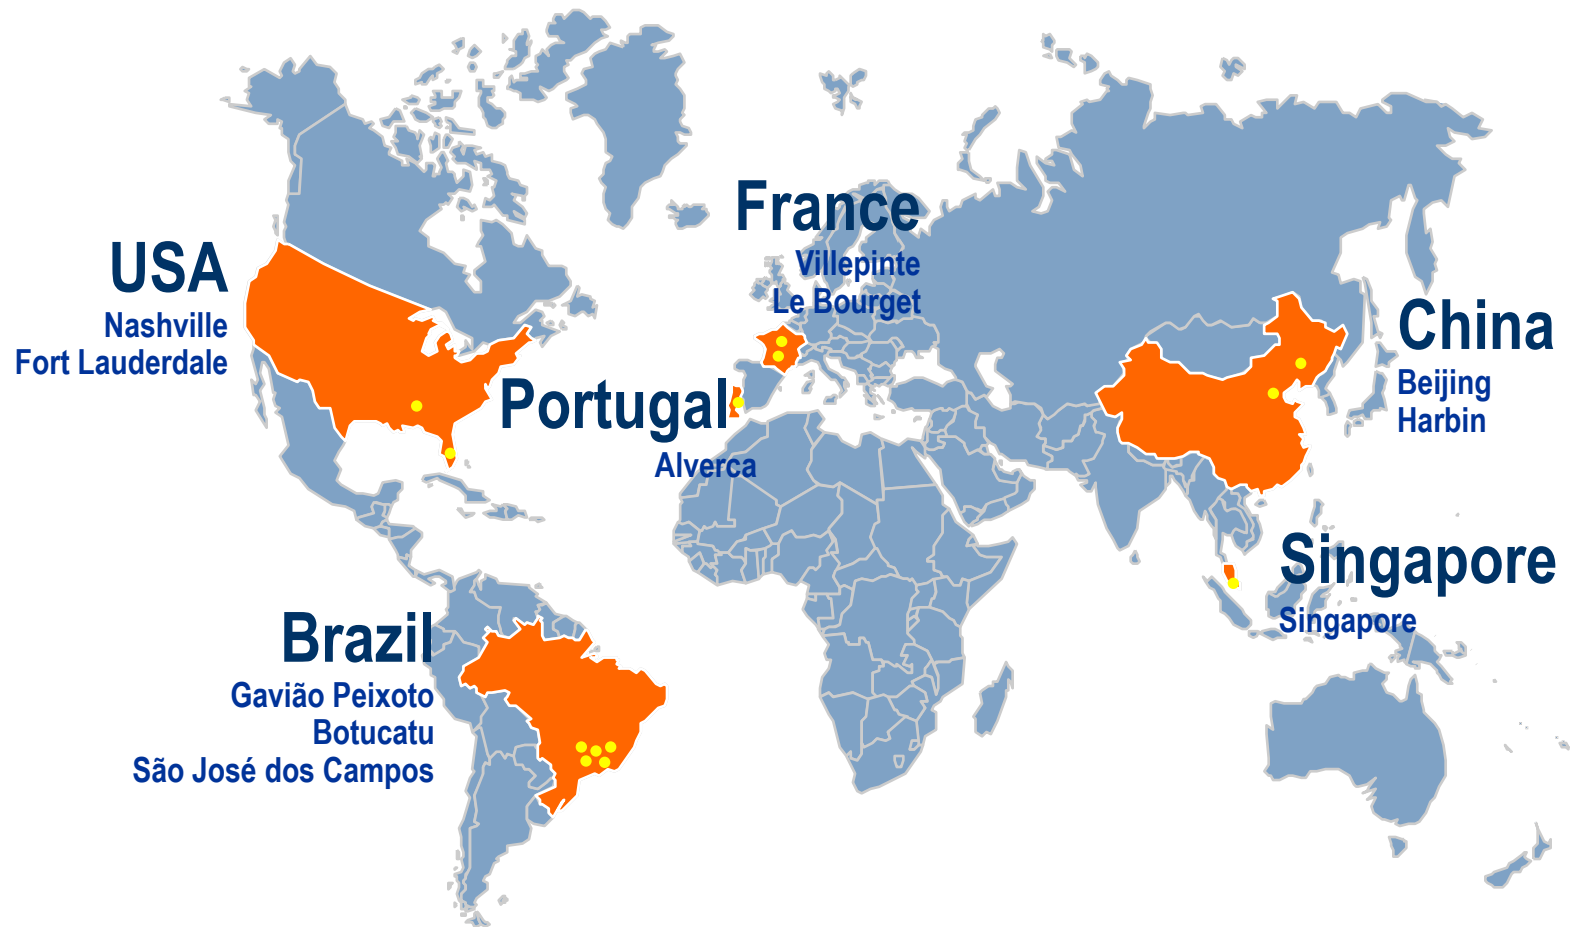 France
Villepinte
Le Bourget
USA
Nashville
Fort Lauderdale
China
Beijing
Harbin
Portugal
Alverca
Singapore
Singapore
Brazil
Gavião Peixoto
Botucatu
São José dos Campos